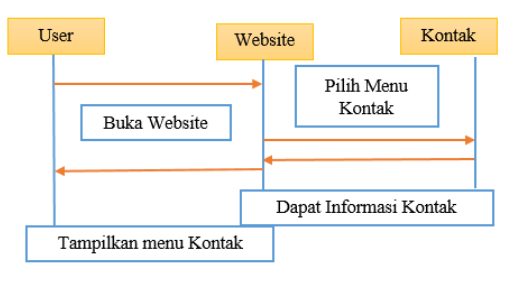 User
Website
Kontak
Pilih Menu
Kontak
Buka Website
Dapat Informasi Kontak
Tampilkan menu Kontak